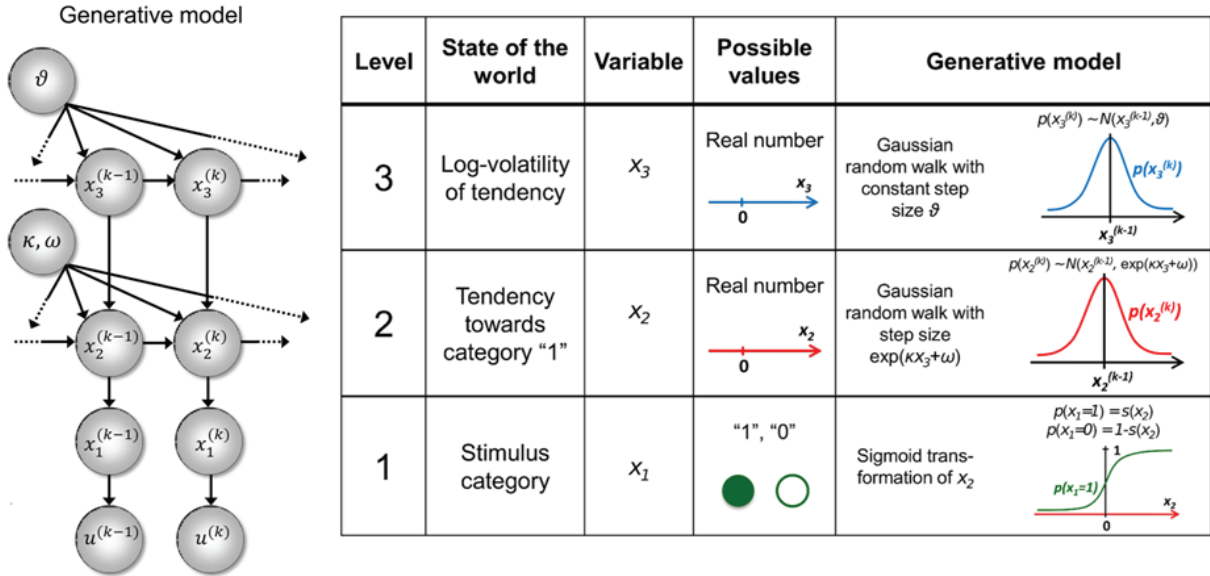 Generative model
ϑ
x₃⁽ᵏ⁻¹⁾ x₃⁽ᵏ⁾
κ, ω
x₂⁽ᵏ⁻¹⁾ x₂⁽ᵏ⁾
x₁⁽ᵏ⁻¹⁾ x₁⁽ᵏ⁾
u⁽ᵏ⁻¹⁾ u⁽ᵏ⁾
Level
State of the
world
Variable
Possible
values
Generative model
3
Log-volatility
of tendency
x₃
Real number
x₃
0
Gaussian
random walk with
constant step
size ϑ
p(x₃⁽ᵏ⁾) ~N(x₃⁽ᵏ⁻¹⁾,ϑ)
p(x₃⁽ᵏ⁾)
x₃⁽ᵏ⁻¹⁾
2
Tendency
towards
category “1”
x₂
Real number
x₂
0
Gaussian
random walk with
step size
exp(κx₃+ω)
p(x₂⁽ᵏ⁾) ~N(x₂⁽ᵏ⁻¹⁾, exp(κx₃+ω))
p(x₂⁽ᵏ⁾)
x₂⁽ᵏ⁻¹⁾
1
Stimulus
category
x₁
“1”, “0”
Sigmoid trans-
formation of x₂
p(x₁=1) =s(x₂)
p(x₁=0) =1-s(x₂)
1
p(x₁=1)
x₂
0